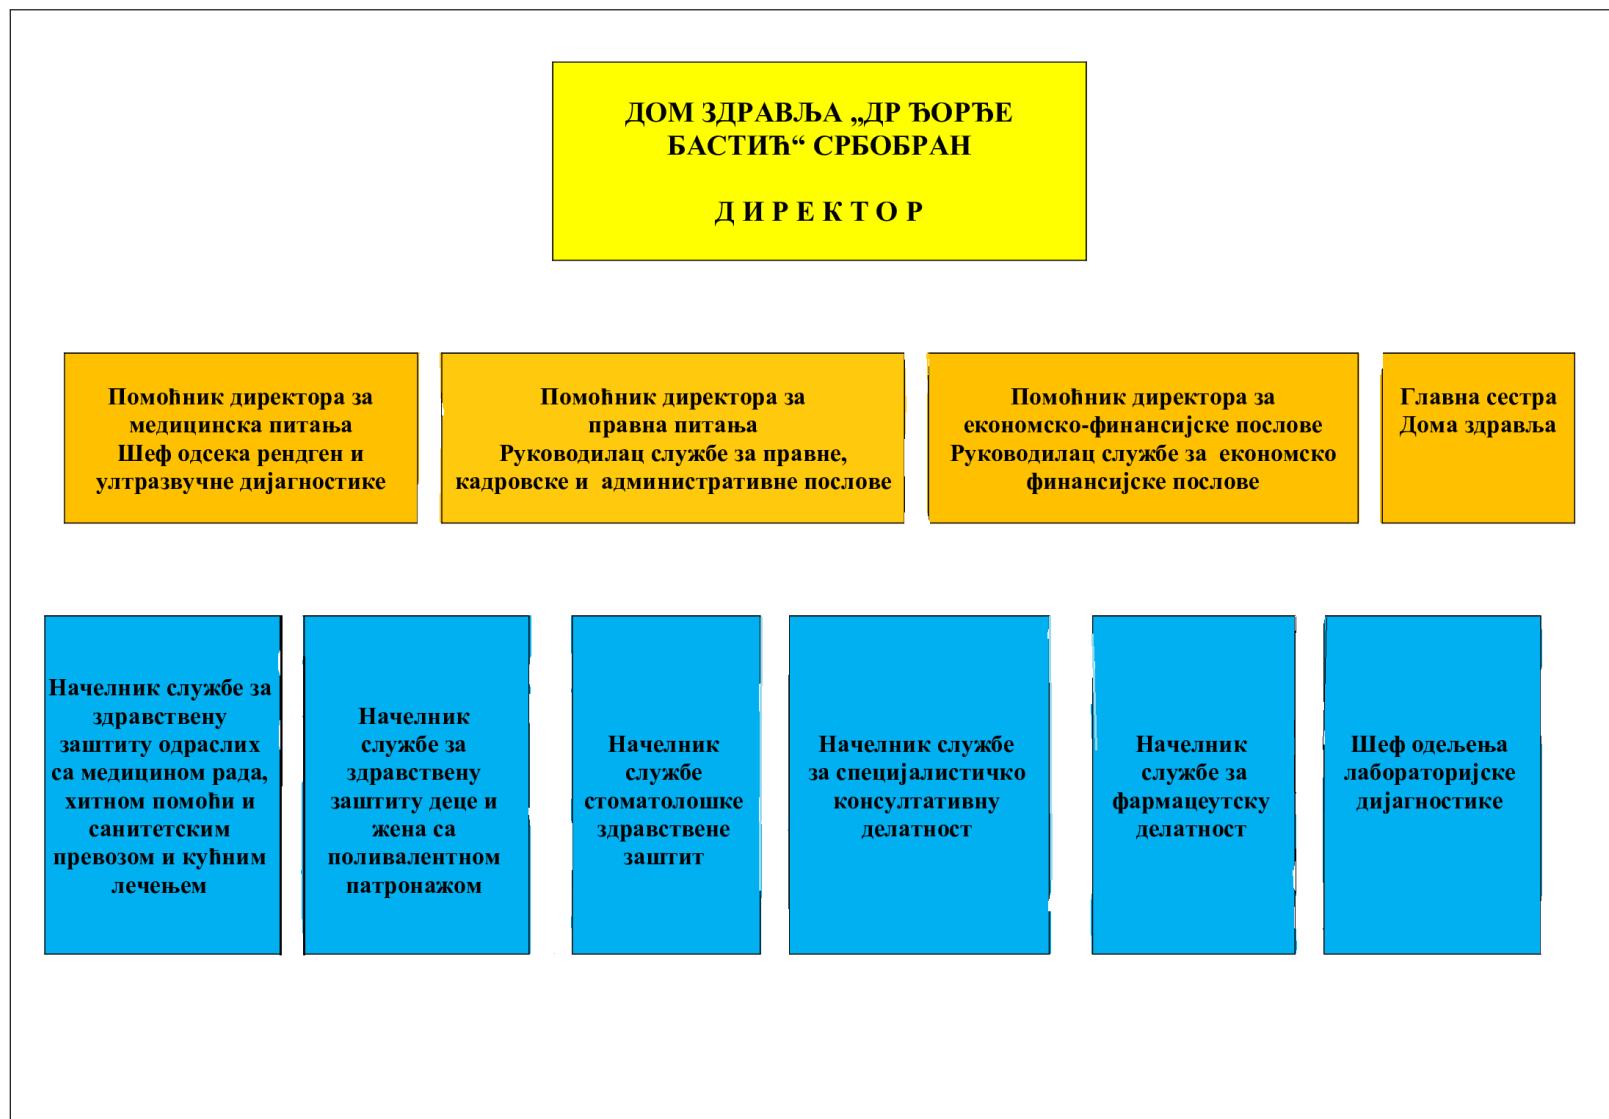 ДОМ ЗДРАВЉА „ДР ЂОРЂЕ
БАСТИЋ“ СРБОБРАН
Д И Р Е К Т О Р
Помоћник директора за
медицинска питања
Шеф одсека рендген и
ултразвучне дијагностике
Помоћник директора за
правна питања
Руководилац службе за правне,
кадровске и административне послове
Помоћник директора за
економско-финансијске послове
Руководилац службе за економско
финансијске послове
Главна сестра
Дома здравља
Начелник службе за
здравствену
заштиту одраслих
са медицином рада,
хитном помоћи и
санитетским
превозом и кућним
лечењем
Начелник
службе за
здравствену
заштиту деце и
жена са
поливалентном
патронажом
Начелник
службе
стоматолошке
здравствене
заштит
Начелник службе
за специјалистичко
консултативну
делатност
Начелник
службе за
фармацеутску
делатност
Шеф одељења
лабораторијске
дијагностике